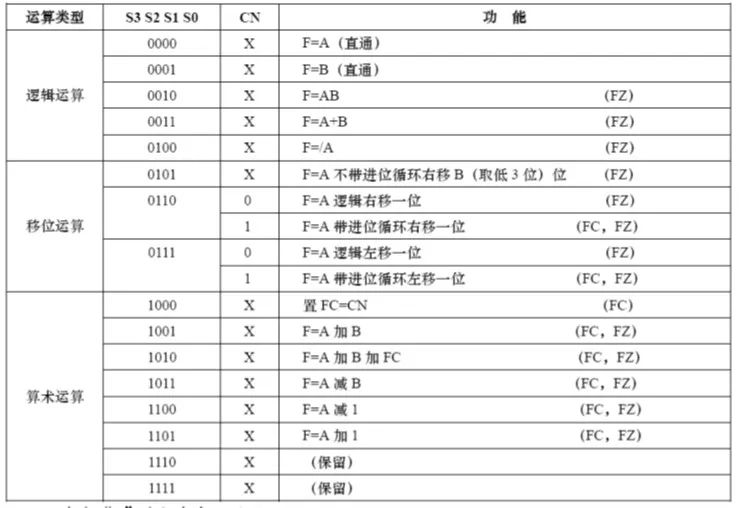 运算类型 S3 S2 S1 S0 CN 功 能
逻辑运算
0000 X F=A（直通）
0001 X F=B（直通）
0010 X F=AB (FZ)
0011 X F=A+B (FZ)
0100 X F=/A (FZ)
移位运算
0101 X F=A 不带进位循环右移 B（取低 3 位）位 (FZ)
0110 0 F=A 逻辑右移一位 (FZ)
1 F=A 带进位循环右移一位 (FC，FZ)
0111 0 F=A 逻辑左移一位 (FZ)
1 F=A 带进位循环左移一位 (FC，FZ)
算术运算
1000 X 置 FC=CN (FC)
1001 X F=A 加 B (FC，FZ)
1010 X F=A 加 B 加 FC (FC，FZ)
1011 X F=A 减 B (FC，FZ)
1100 X F=A 减 1 (FC，FZ)
1101 X F=A 加 1 (FC，FZ)
1110 X （保留）
1111 X （保留）